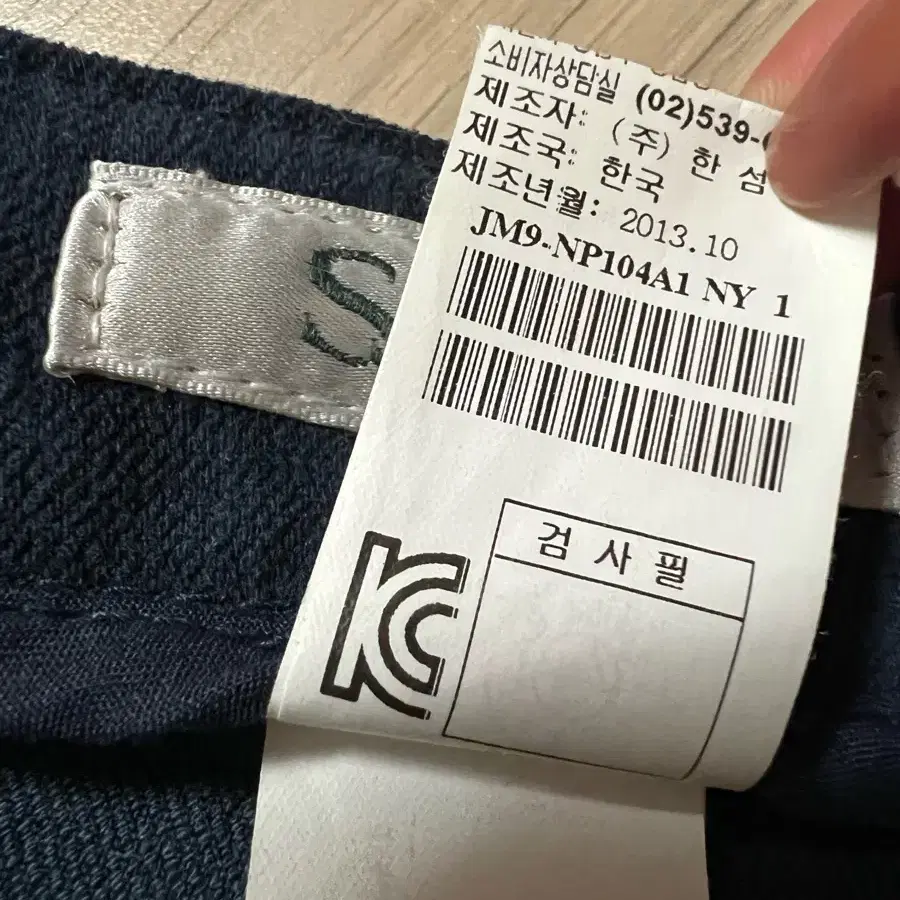 소비자상담실 (02)539-
제조자: (주) 한 섬
제조국: 한국
제조년월: 2013.10
JM9-NP104A1 NY 1
검 사 필
KC
S